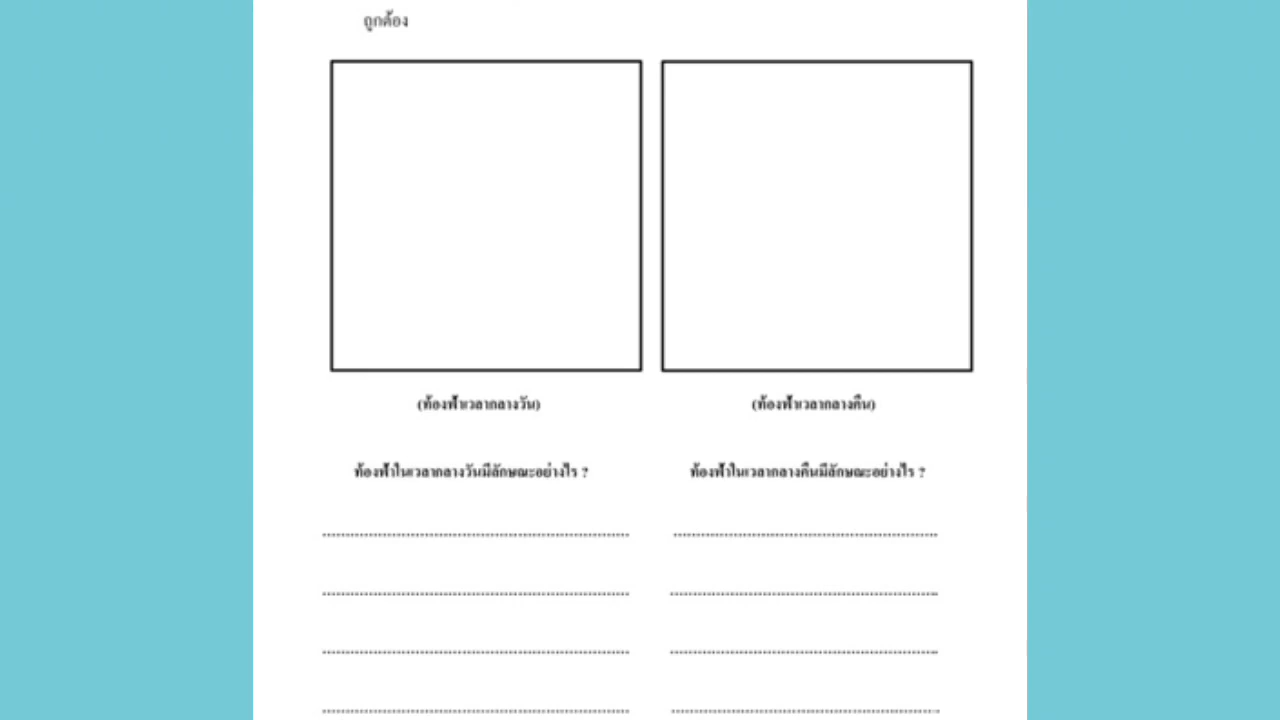 ถูกต้อง
(ท้องฟ้าเวลากลางวัน) (ท้องฟ้าเวลากลางคืน)
ท้องฟ้าในเวลากลางวันมีลักษณะอย่างไร ? ท้องฟ้าในเวลากลางคืนมีลักษณะอย่างไร ?